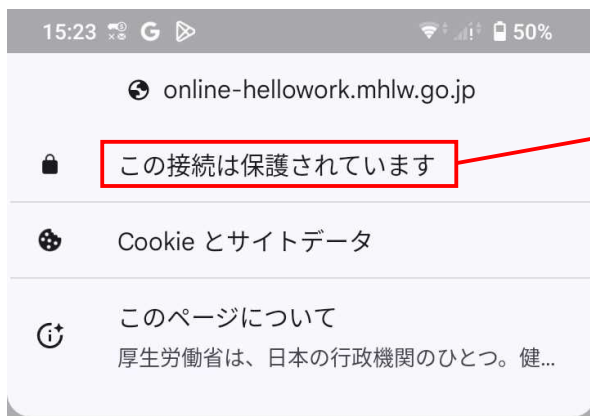 15:23 G 50%
online-hellowork.mhlw.go.jp
この接続は保護されています
Cookie とサイトデータ
このページについて
厚生労働省は、日本の行政機関のひとつ。健...